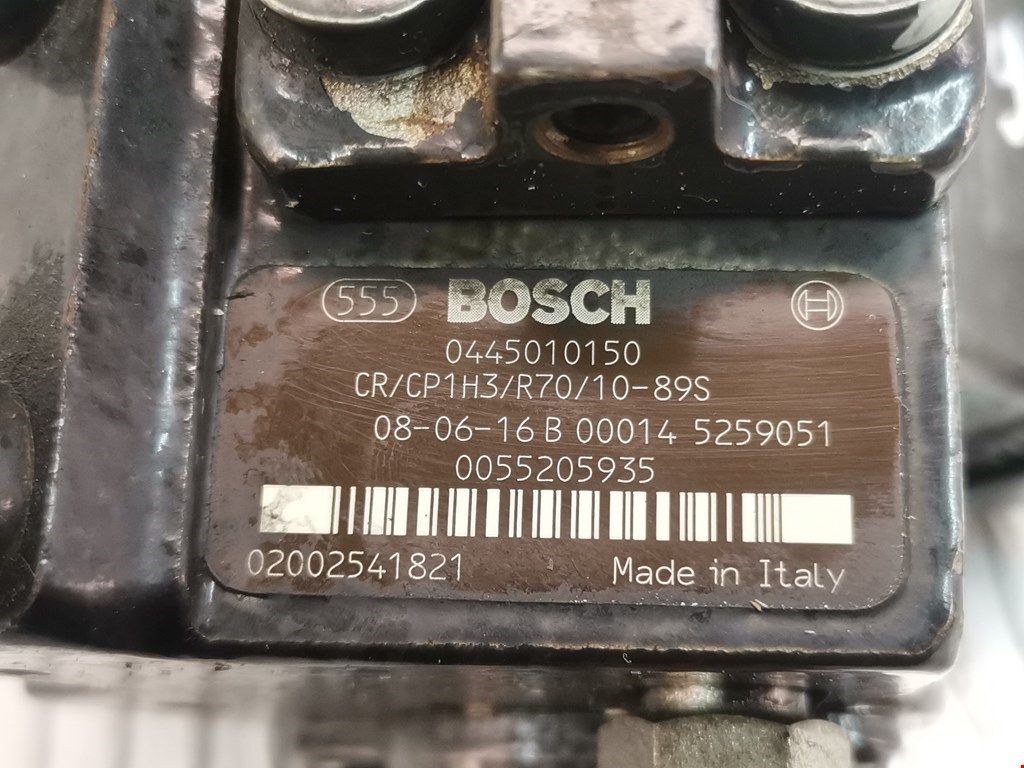 555 BOSCH
0445010150
CR/CP1H3/R70/10-89S
08-06-16 B 00014 5259051
0055205935
02002541821 Made in Italy